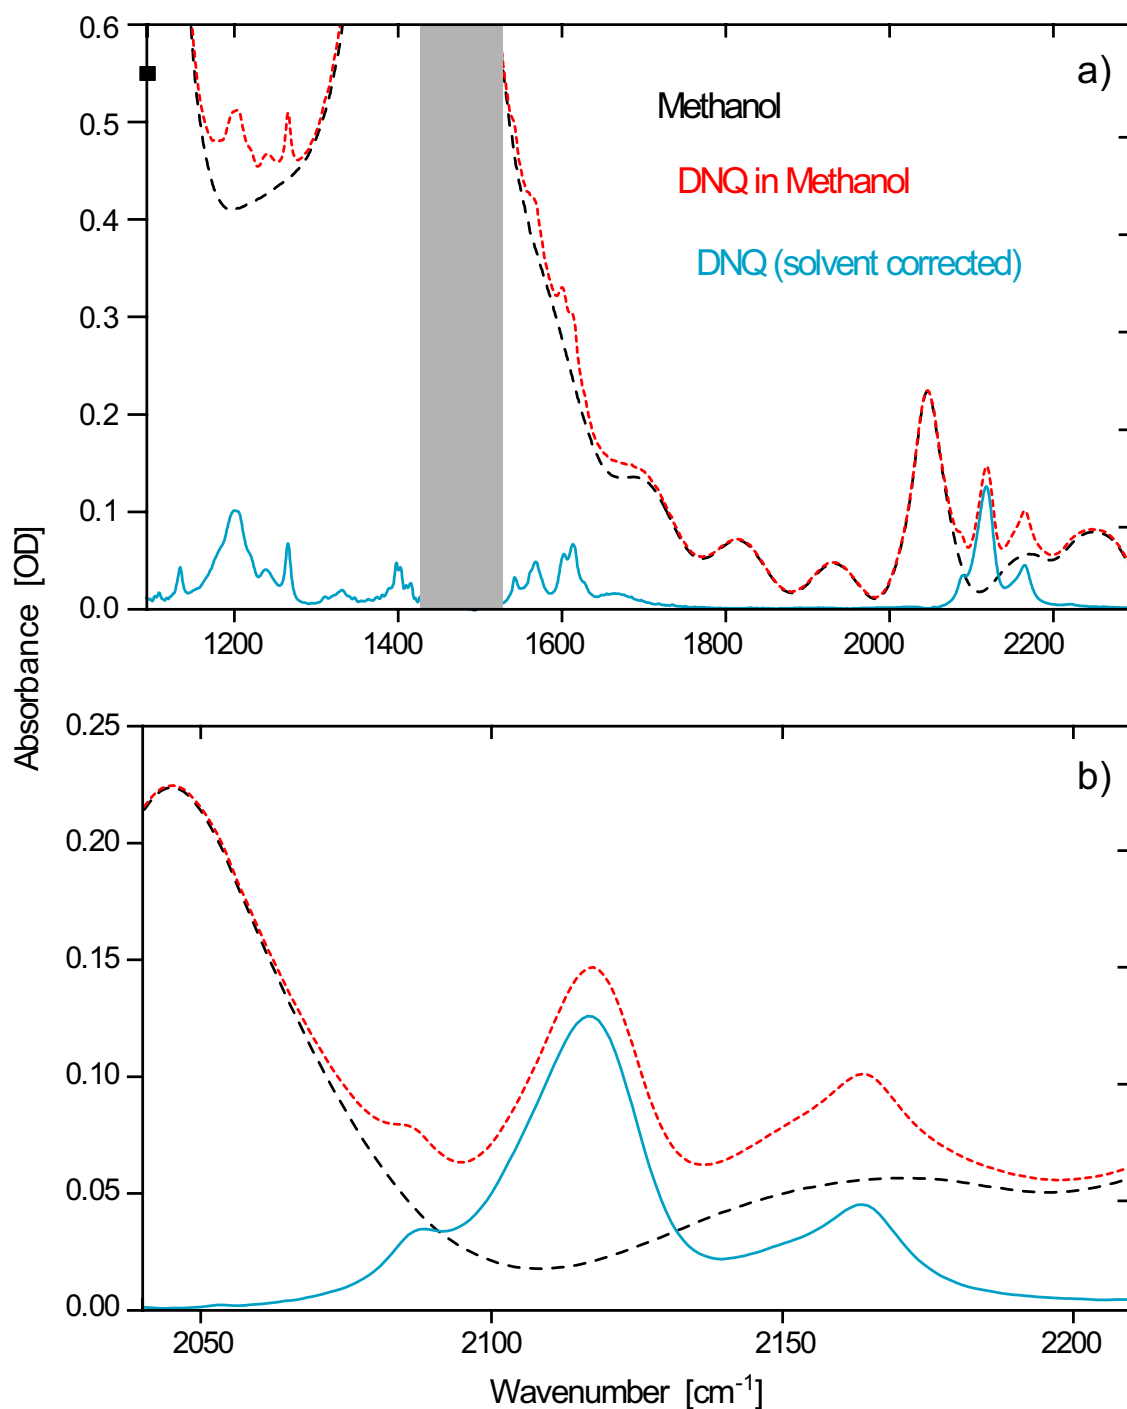 0.6
a)
Methanol
0.5
DNQ in Methanol
0.4
DNQ (solvent corrected)
0.3
0.2
0.1
0.0
1200 1400 1600 1800 2000 2200
Absorbance [OD]
0.25
b)
0.20
0.15
0.10
0.05
0.00
2050 2100 2150 2200
Wavenumber [cm⁻¹]